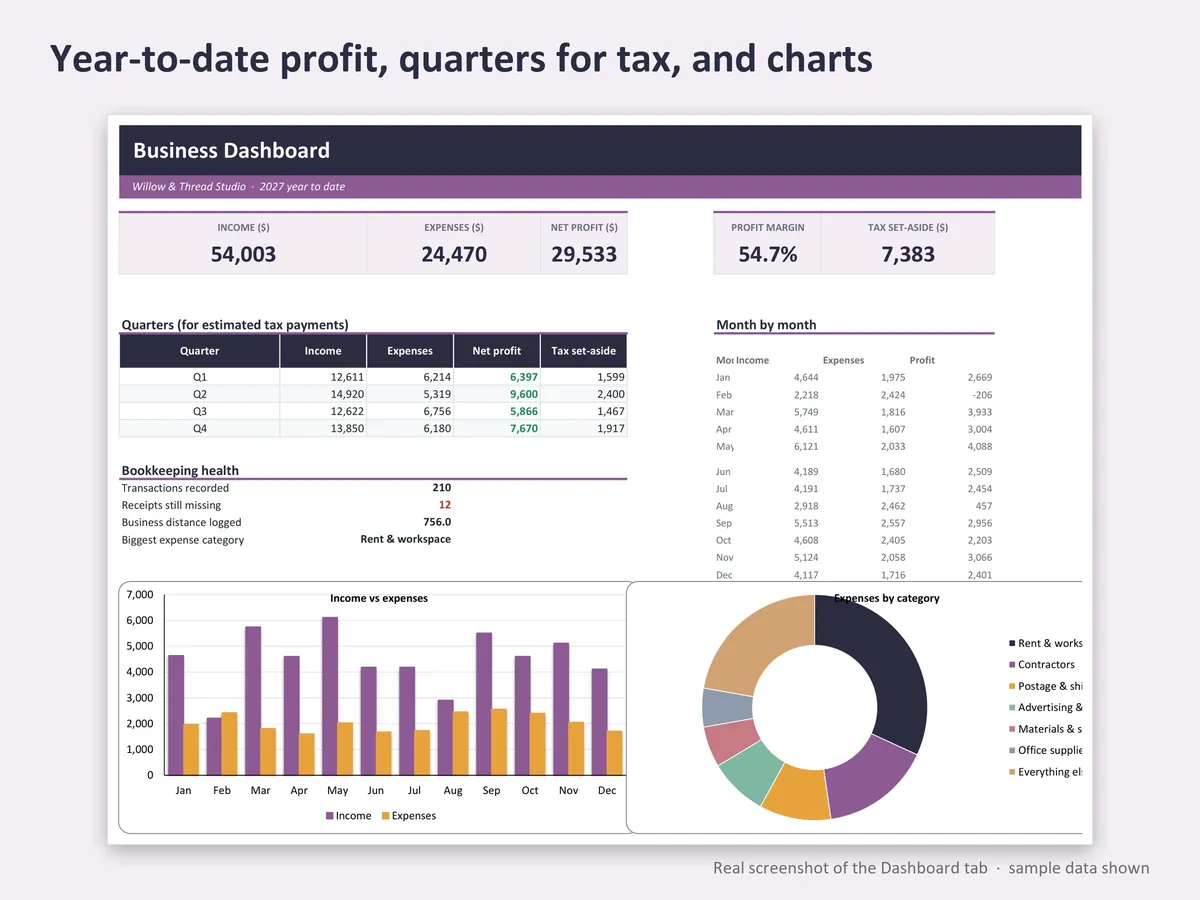 Year-to-date profit, quarters for tax, and charts
Business Dashboard
Willow & Thread Studio · 2027 year to date
INCOME ($) EXPENSES ($) NET PROFIT ($) PROFIT MARGIN TAX SET-ASIDE ($)
54,003 24,470 29,533 54.7% 7,383
Quarters (for estimated tax payments)
Quarter Income Expenses Net profit Tax set-aside
Q1 12,611 6,214 6,397 1,599
Q2 14,920 5,319 9,600 2,400
Q3 12,622 6,756 5,866 1,467
Q4 13,850 6,180 7,670 1,917
Bookkeeping health
Transactions recorded 210
Receipts still missing 12
Business distance logged 756.0
Biggest expense category Rent & workspace
Month by month
Income Expenses Profit
Jan 4,644 1,975 2,669
Feb 2,218 2,424 -206
Mar 5,749 1,816 3,933
Apr 4,611 1,607 3,004
May 6,121 2,033 4,088
Jun 4,189 1,680 2,509
Jul 4,191 1,737 2,454
Aug 2,918 2,462 457
Sep 5,513 2,557 2,956
Oct 4,608 2,405 2,203
Nov 5,124 2,058 3,066
Dec 4,117 1,716 2,401
Income vs expenses
7,000
6,000
5,000
4,000
3,000
2,000
1,000
0
Jan Feb Mar Apr May Jun Jul Aug Sep Oct Nov Dec
Income Expenses
Expenses by category
Rent & works
Contractors
Postage & shi
Advertising &
Materials & s
Office supplie
Everything el
Real screenshot of the Dashboard tab · sample data shown